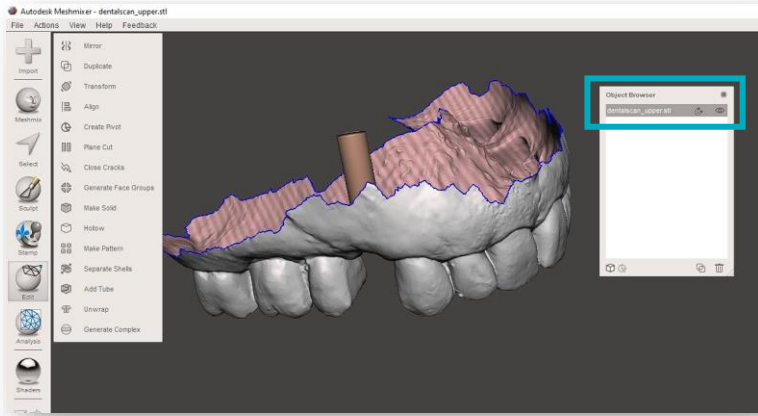 Autodesk Meshmixer - dentalscan_upper.stl
File Actions View Help Feedback
Import
Meshmix
Select
Sculpt
Stamp
Edit
Analysis
Shaders
Mirror
Duplicate
Transform
Align
Create Pivot
Plane Cut
Close Cracks
Generate Face Groups
Make Solid
Hollow
Make Pattern
Separate Shells
Add Tube
Unwrap
Generate Complex
Object Browser
dentalscan_upper.stl